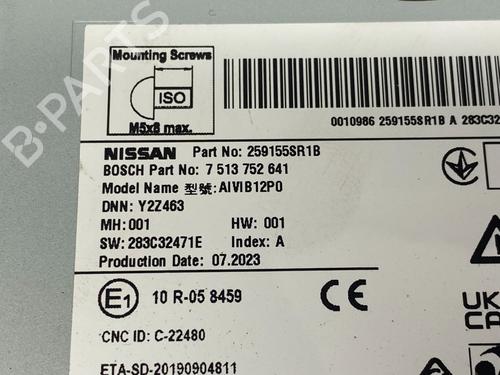 Mounting Screws
ISO
M5x8 max.
0010986 259155SR1B A 283C32
NISSAN Part No: 259155SR1B
BOSCH Part No: 7 513 752 641
Model Name 型號: AIVIB12P0
DNN: Y2Z463
MH: 001 HW: 001
SW: 283C32471E Index: A
Production Date: 07.2023
E1 10 R-05 8459
CE
CNC ID: C-22480
UK
CA
ETA-SD-20190904811